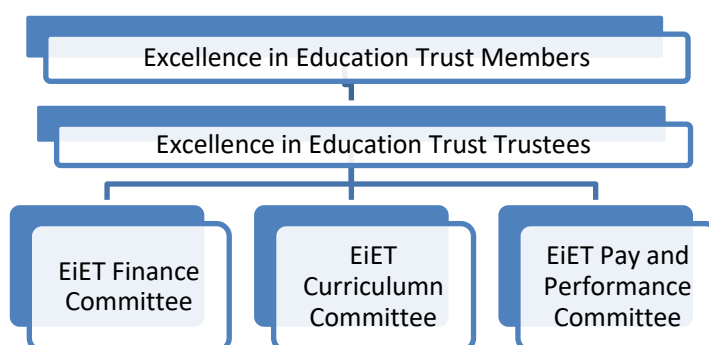 Excellence in Education Trust Members
Excellence in Education Trust Trustees
EiET Finance
Committee
EiET
Curriculumn
Committee
EiET Pay and
Performance
Committee